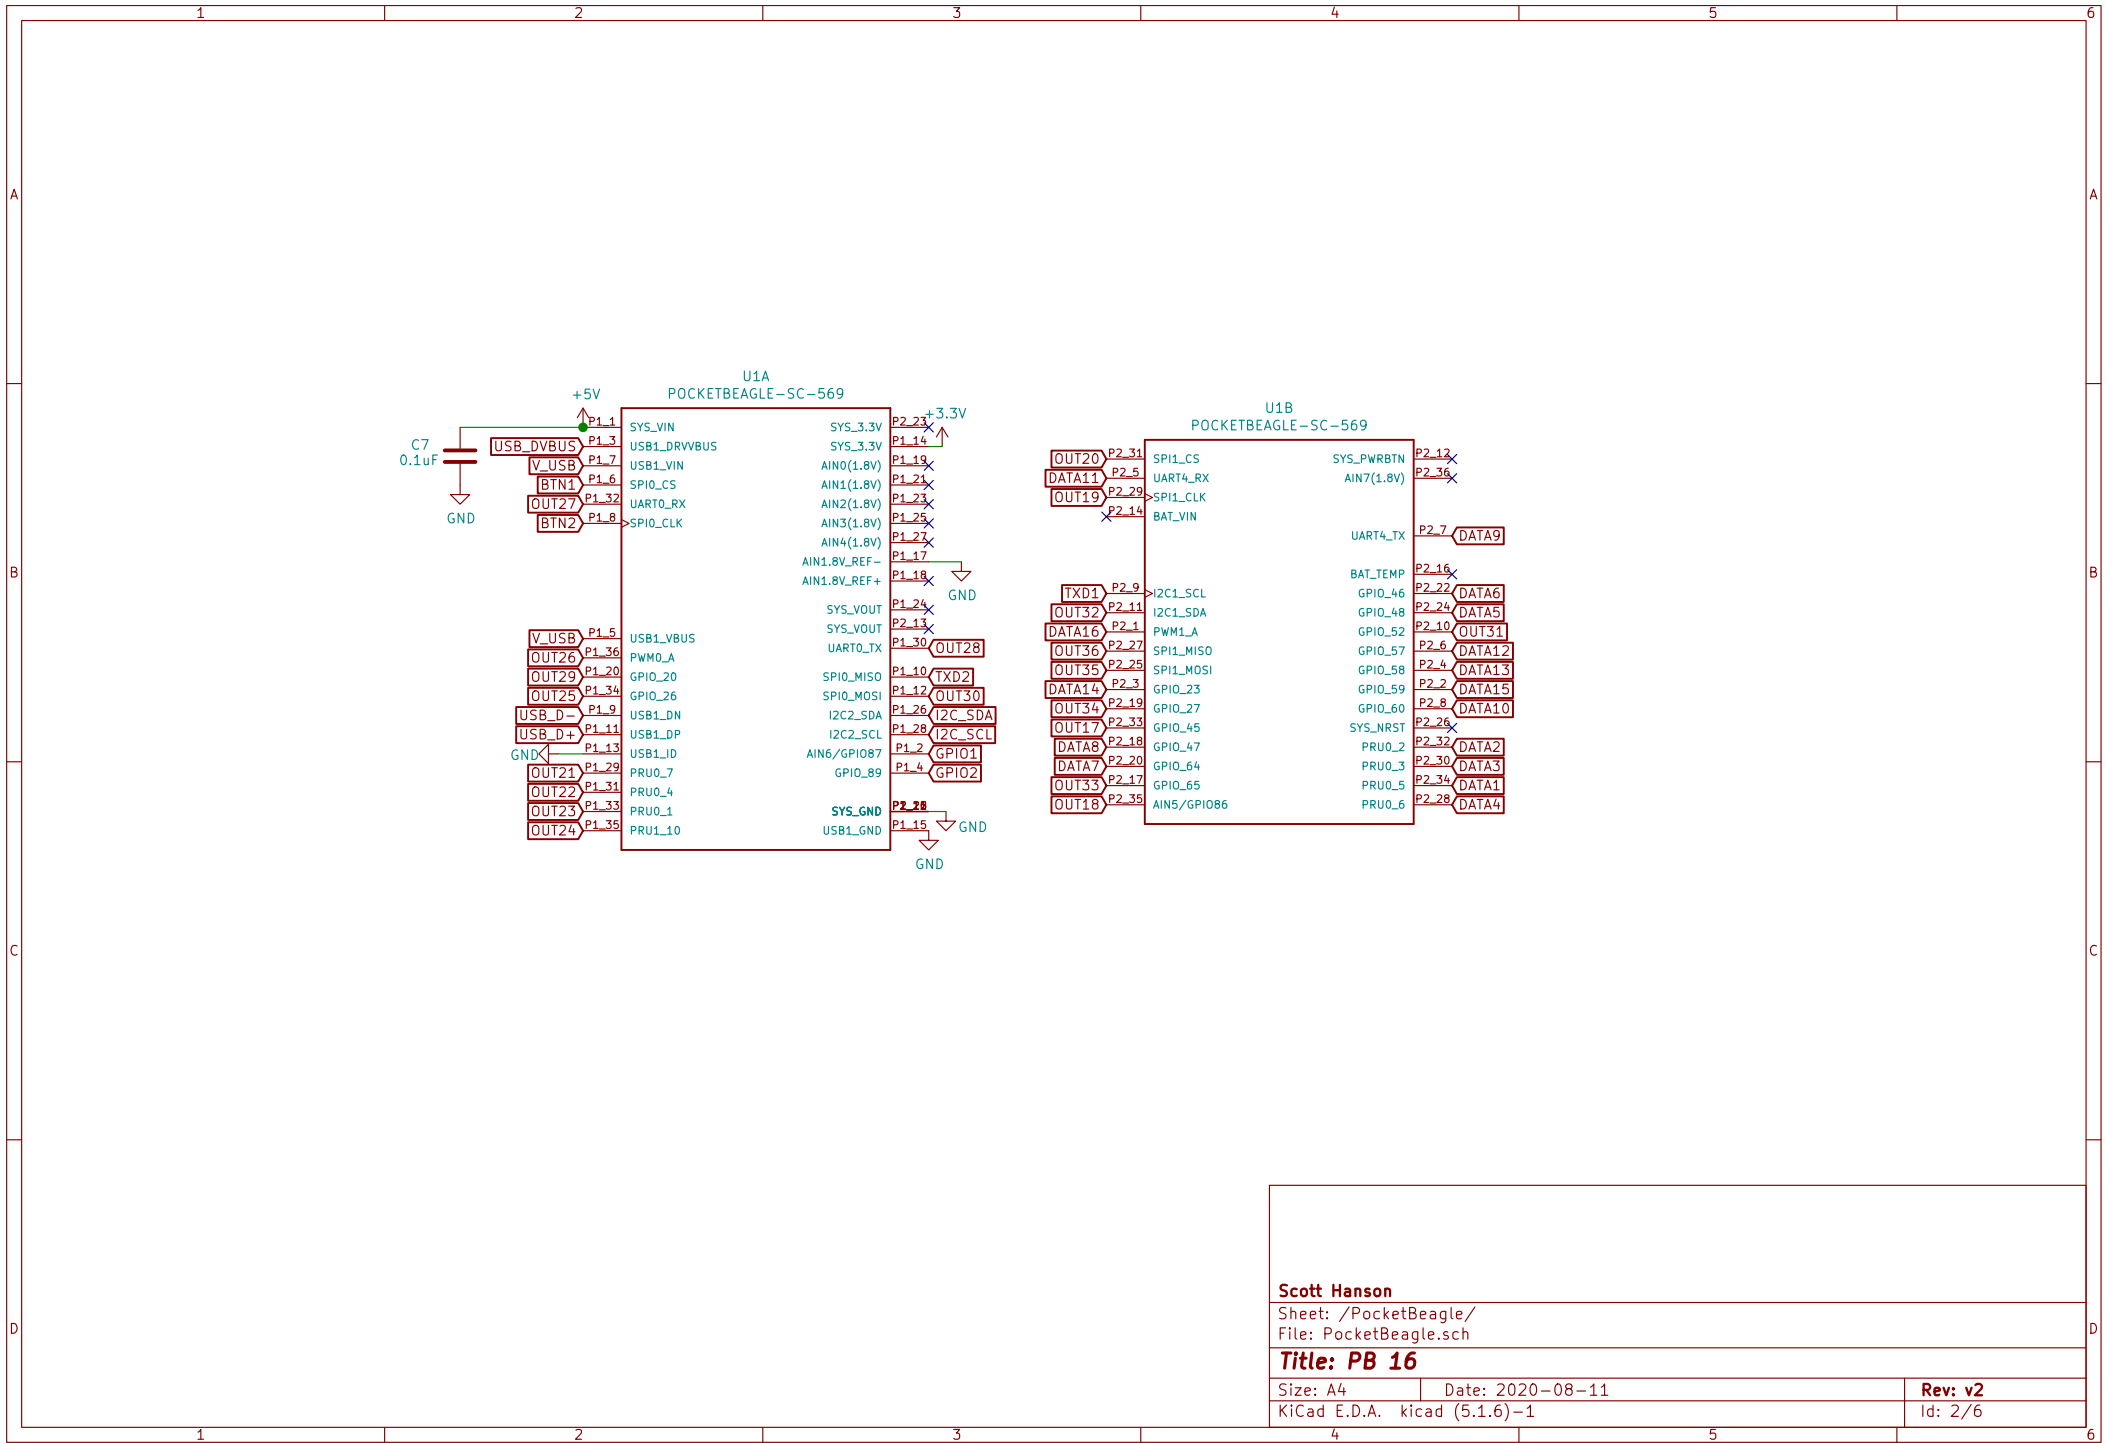 1 2 3 4 5 6
A A
B B
C C
D D
U1A
POCKETBEAGLE-SC-569
+5V
+3.3V
C7
0.1uF
GND
P1_1 SYS_VIN
USB_DVBUS P1_3 USB1_DRVVBUS
V_USB P1_7 USB1_VIN
BTN1 P1_6 SPI0_CS
OUT27 P1_32 UART0_RX
BTN2 P1_8 SPI0_CLK
V_USB P1_5 USB1_VBUS
OUT26 P1_36 PWM0_A
OUT29 P1_20 GPIO_20
OUT25 P1_34 GPIO_26
USB_D- P1_9 USB1_DN
USB_D+ P1_11 USB1_DP
GND P1_13 USB1_ID
OUT21 P1_29 PRU0_7
OUT22 P1_31 PRU0_4
OUT23 P1_33 PRU0_1
OUT24 P1_35 PRU1_10
SYS_3.3V P2_23
SYS_3.3V P1_14
AIN0(1.8V) P1_19
AIN1(1.8V) P1_21
AIN2(1.8V) P1_23
AIN3(1.8V) P1_25
AIN4(1.8V) P1_27
AIN1.8V_REF- P1_17
GND
AIN1.8V_REF+ P1_18
SYS_VOUT P1_24
SYS_VOUT P2_13
UART0_TX P1_30 OUT28
SPI0_MISO P1_10 TXD2
SPI0_MOSI P1_12 OUT30
I2C2_SDA P1_26 I2C_SDA
I2C2_SCL P1_28 I2C_SCL
AIN6/GPIO87 P1_2 GPIO1
GPIO_89 P1_4 GPIO2
SYS_GND
GND
USB1_GND P1_15
GND
U1B
POCKETBEAGLE-SC-569
OUT20 P2_31 SPI1_CS
DATA11 P2_5 UART4_RX
OUT19 P2_29 SPI1_CLK
P2_14 BAT_VIN
TXD1 P2_9 I2C1_SCL
OUT32 P2_11 I2C1_SDA
DATA16 P2_1 PWM1_A
OUT36 P2_27 SPI1_MISO
OUT35 P2_25 SPI1_MOSI
DATA14 P2_3 GPIO_23
OUT34 P2_19 GPIO_27
OUT17 P2_33 GPIO_45
DATA8 P2_18 GPIO_47
DATA7 P2_20 GPIO_64
OUT33 P2_17 GPIO_65
OUT18 P2_35 AIN5/GPIO86
SYS_PWRBTN P2_12
AIN7(1.8V) P2_36
UART4_TX P2_7 DATA9
BAT_TEMP P2_16
GPIO_46 P2_22 DATA6
GPIO_48 P2_24 DATA5
GPIO_52 P2_10 OUT31
GPIO_57 P2_6 DATA12
GPIO_58 P2_4 DATA13
GPIO_59 P2_2 DATA15
GPIO_60 P2_8 DATA10
SYS_NRST P2_26
PRU0_2 P2_32 DATA2
PRU0_3 P2_30 DATA3
PRU0_5 P2_34 DATA1
PRU0_6 P2_28 DATA4
Scott Hanson
Sheet: /PocketBeagle/
File: PocketBeagle.sch
Title: PB 16
Size: A4 Date: 2020-08-11 Rev: v2
KiCad E.D.A. kicad (5.1.6)-1 Id: 2/6
1 2 3 4 5 6